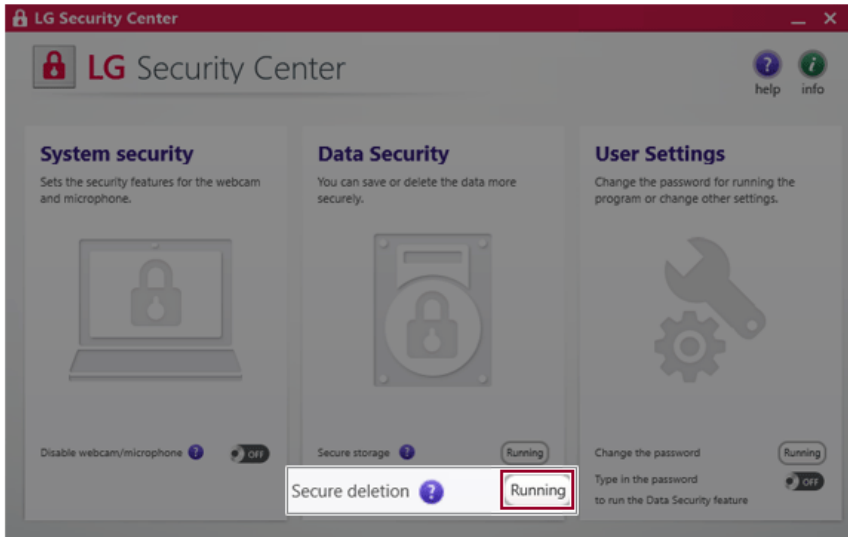 LG Security Center
LG Security Center
help
info
System security
Sets the security features for the webcam
and microphone.
Disable webcam/microphone ?
OFF
Data Security
You can save or delete the data more
securely.
Secure storage ?
Running
Secure deletion ?
Running
User Settings
Change the password for running the
program or change other settings.
Change the password
Running
Type in the password
to run the Data Security feature
OFF